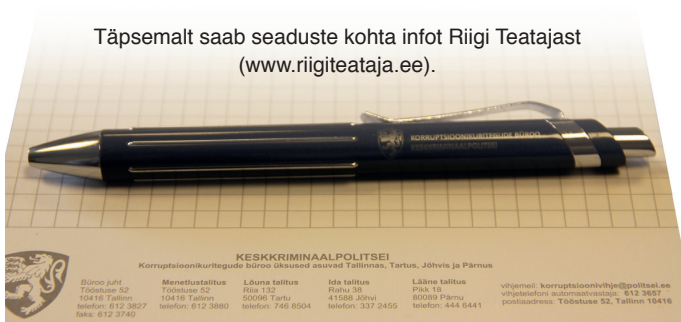 Täpsemalt saab seaduste kohta infot Riigi Teatajast
(www.riigiteataja.ee).
KORRUPTSIOONIKURITEGUDE BÜROO
KESKKRIMINAALPOLITSEI
KESKKRIMINAALPOLITSEI
Korruptsioonikuritegude büroo üksused asuvad Tallinnas, Tartus, Jõhvis ja Pärnus
Büroo juht
Tööstuse 52
10416 Tallinn
telefon: 612 3827
faks: 612 3740
Menetlustalitus
Tööstuse 52
10416 Tallinn
telefon: 612 3880
Lõuna talitus
Riia 132
50096 Tartu
telefon: 746 8504
Ida talitus
Rahu 38
41588 Jõhvi
telefon: 337 2455
Lääne talitus
Pikk 18
80089 Pärnu
telefon: 444 6441
vihjemeil: korruptsioonivihje@politsei.ee
vihjetelefoni automaatvastaja: 612 3657
postiaadress: Tööstuse 52, Tallinn 10416